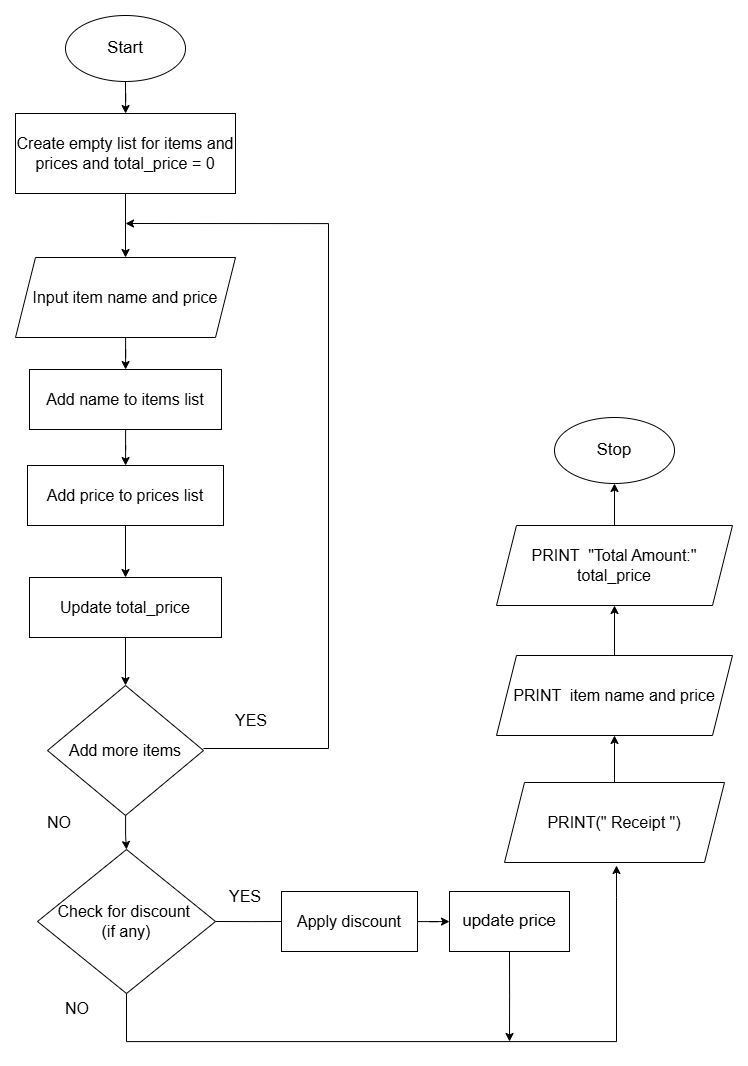 Start
Create empty list for items and
prices and total_price = 0
Input item name and price
Add name to items list
Add price to prices list
Update total_price
Add more items
YES
NO
Check for discount
(if any)
YES
Apply discount
update price
NO
PRINT(" Receipt ")
PRINT  item name and price
PRINT  "Total Amount:"
total_price
Stop